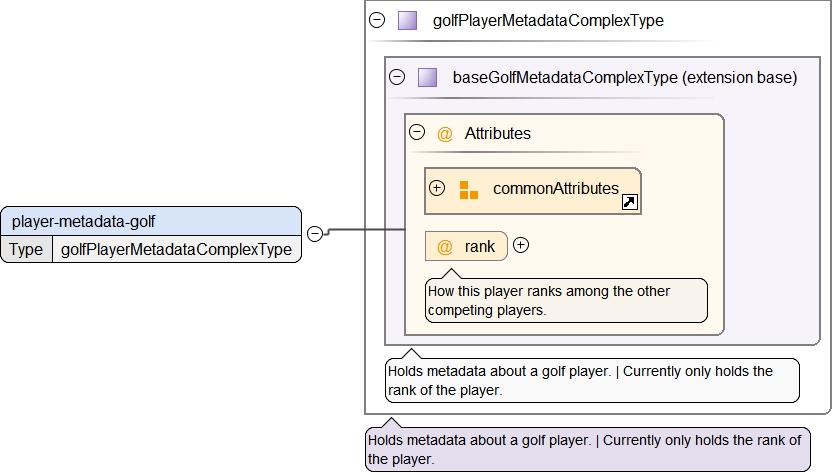 golfPlayerMetadataComplexType
baseGolfMetadataComplexType (extension base)
@ Attributes
commonAttributes
player-metadata-golf
Type golfPlayerMetadataComplexType
@ rank
How this player ranks among the other
competing players.
Holds metadata about a golf player. | Currently only holds the
rank of the player.
Holds metadata about a golf player. | Currently only holds the rank of
the player.